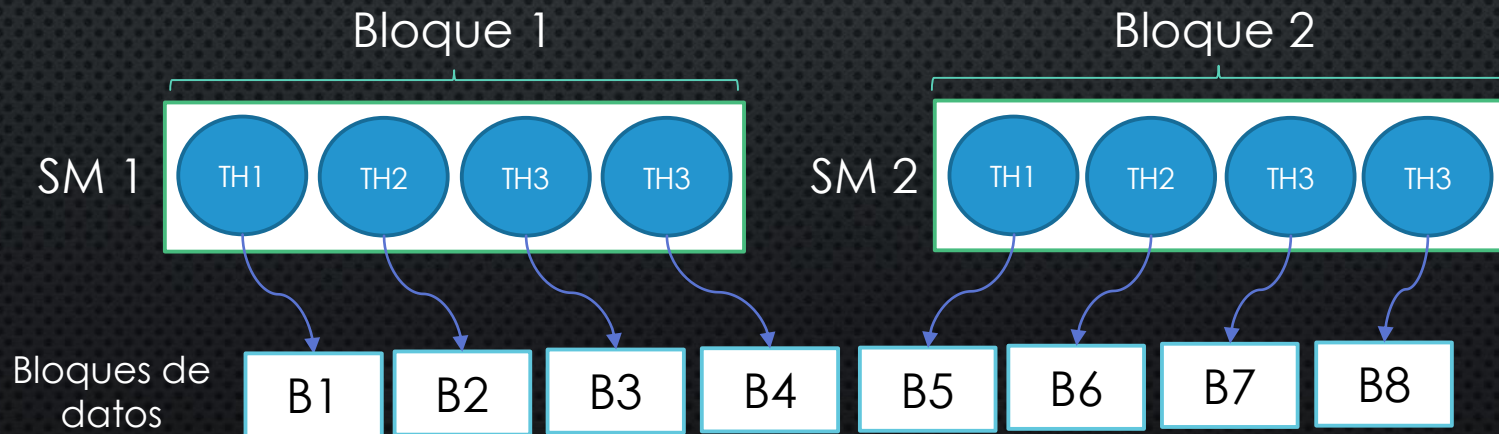 Bloque 1
Bloque 2
SM 1
TH1
TH2
TH3
TH3
SM 2
TH1
TH2
TH3
TH3
Bloques de
datos
B1
B2
B3
B4
B5
B6
B7
B8